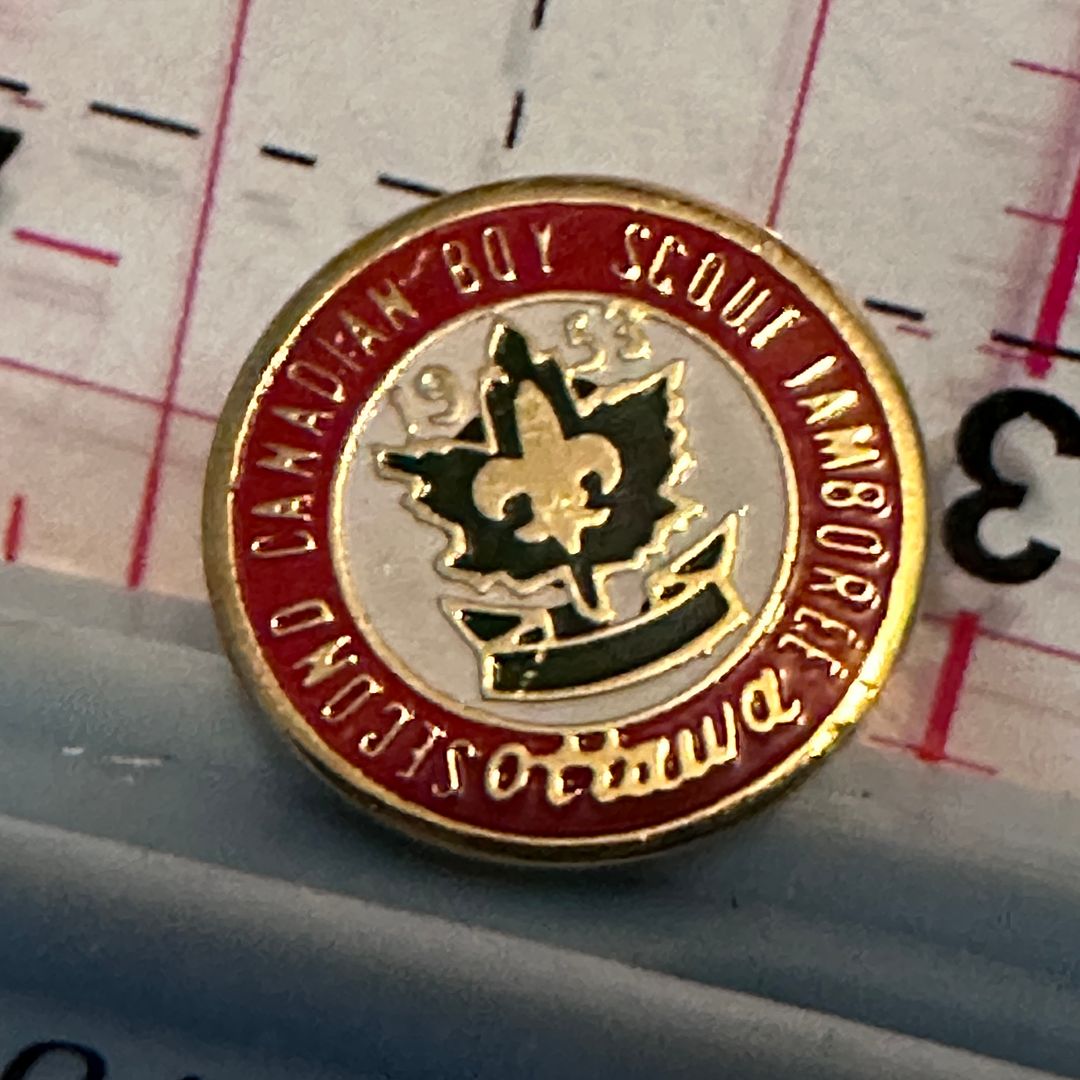 SECOND CANADIAN BOY SCOUT JAMBOREE
1953
Ottawa
3